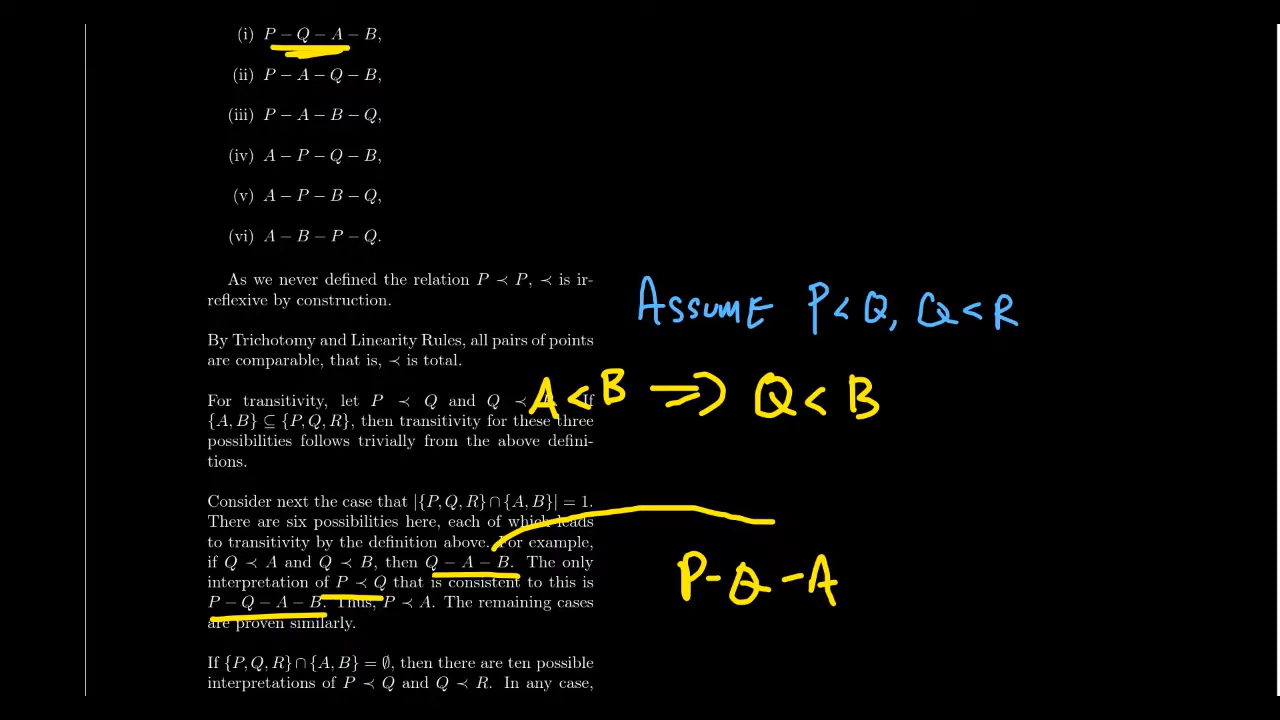 (i) P − Q − A − B,
(ii) P − A − Q − B,
(iii) P − A − B − Q,
(iv) A − P − Q − B,
(v) A − P − B − Q,
(vi) A − B − P − Q.
As we never defined the relation P ≺ P, ≺ is ir-
reflexive by construction.
By Trichotomy and Linearity Rules, all pairs of points
are comparable, that is, ≺ is total.
For transitivity, let P ≺ Q and Q ≺ If
{A, B} ⊆ {P, Q, R}, then transitivity for these three
possibilities follows trivially from the above defini-
tions.
Consider next the case that |{P, Q, R} ∩ {A, B}| = 1.
There are six possibilities here, each of which leads
to transitivity by the definition above. For example,
if Q ≺ A and Q ≺ B, then Q − A − B. The only
interpretation of P ≺ Q that is consistent to this is
P − Q − A − B. Thus, P ≺ A. The remaining cases
are proven similarly.
If {P, Q, R} ∩ {A, B} = ∅, then there are ten possible
interpretations of P ≺ Q and Q ≺ R. In any case,
ASSUME P < Q, Q < R
A < B ⟹ Q < B
P - Q - A